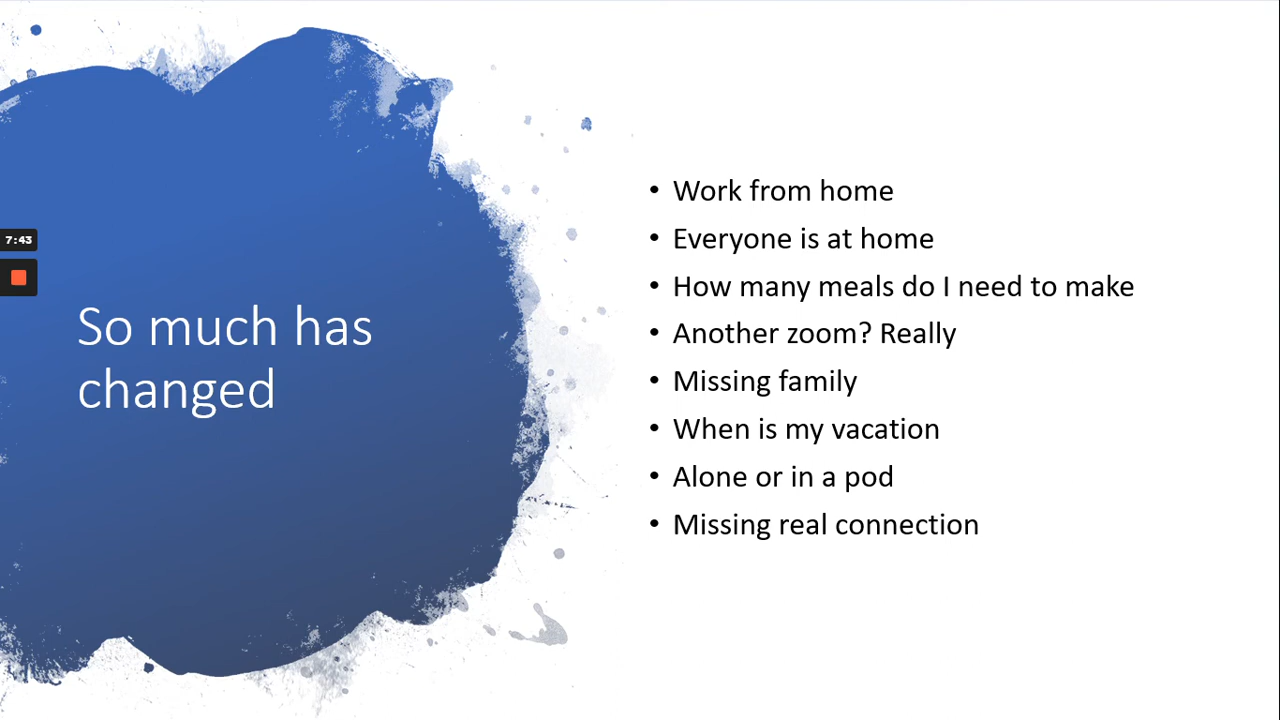 7:43
So much has
changed
• Work from home
• Everyone is at home
• How many meals do I need to make
• Another zoom? Really
• Missing family
• When is my vacation
• Alone or in a pod
• Missing real connection